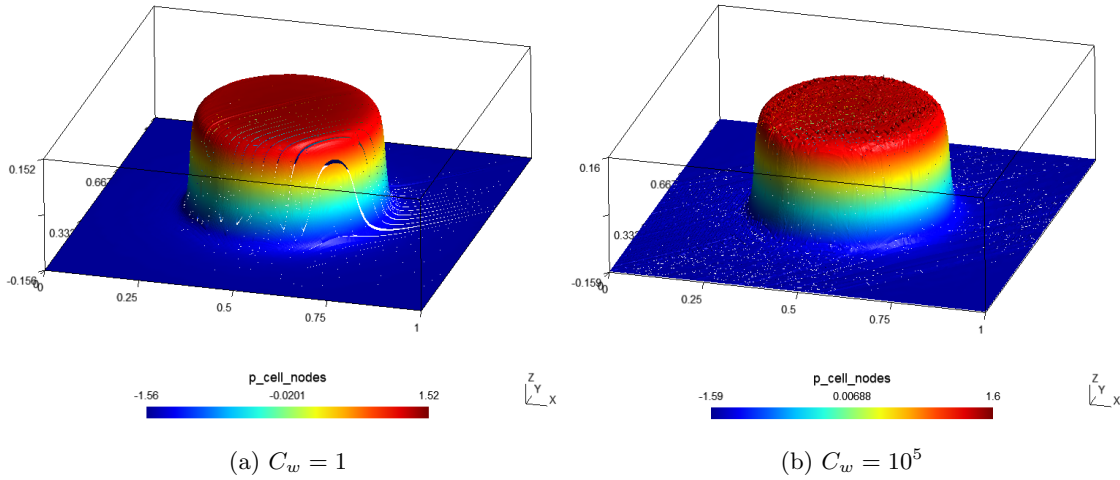 0.152
0.667
0.333
-0.156
0
0
0.25
0.5
0.75
1
p_cell_nodes
-1.56 -0.0201 1.52
Z
Y
X
(a) C_w = 1
0.16
0.667
0.333
-0.159
0
0
0.25
0.5
0.75
1
p_cell_nodes
-1.59 0.00688 1.6
Z
Y
X
(b) C_w = 10^5